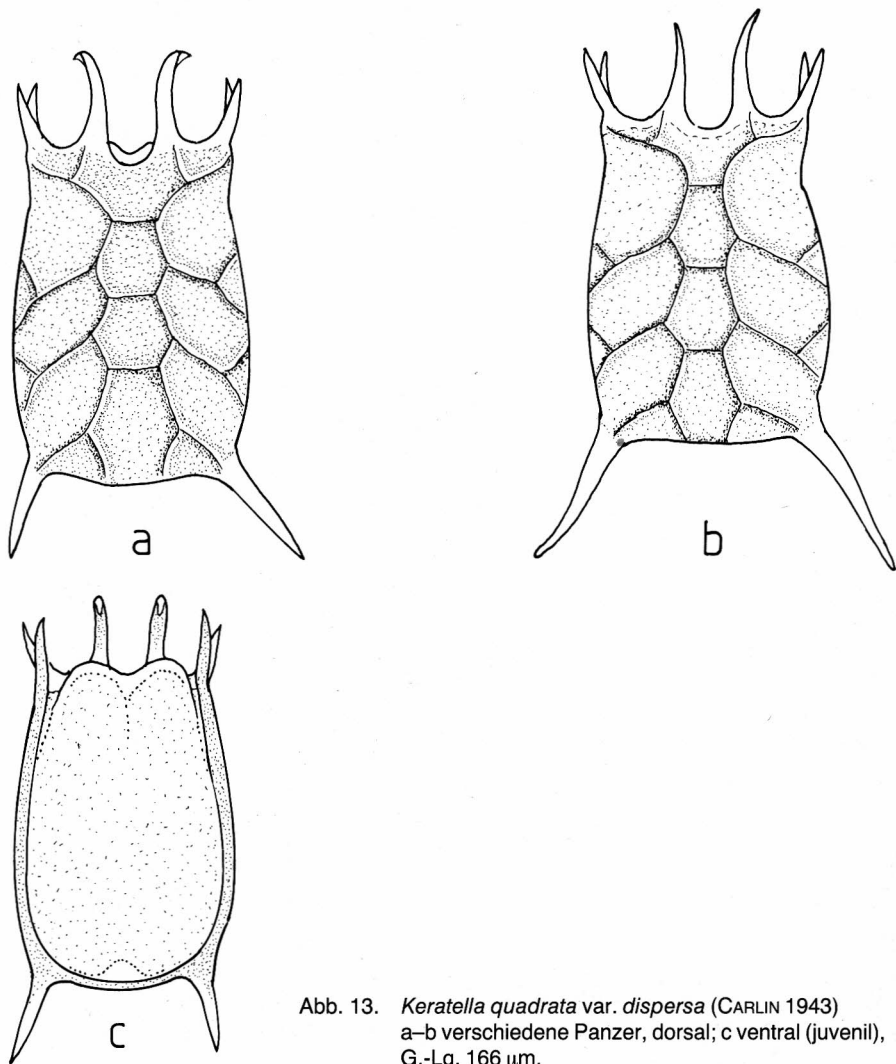 a
b
c
Abb. 13. Keratella quadrata var. dispersa (CARLIN 1943)
a–b verschiedene Panzer, dorsal; c ventral (juvenil),
G.-Lg. 166 µm.